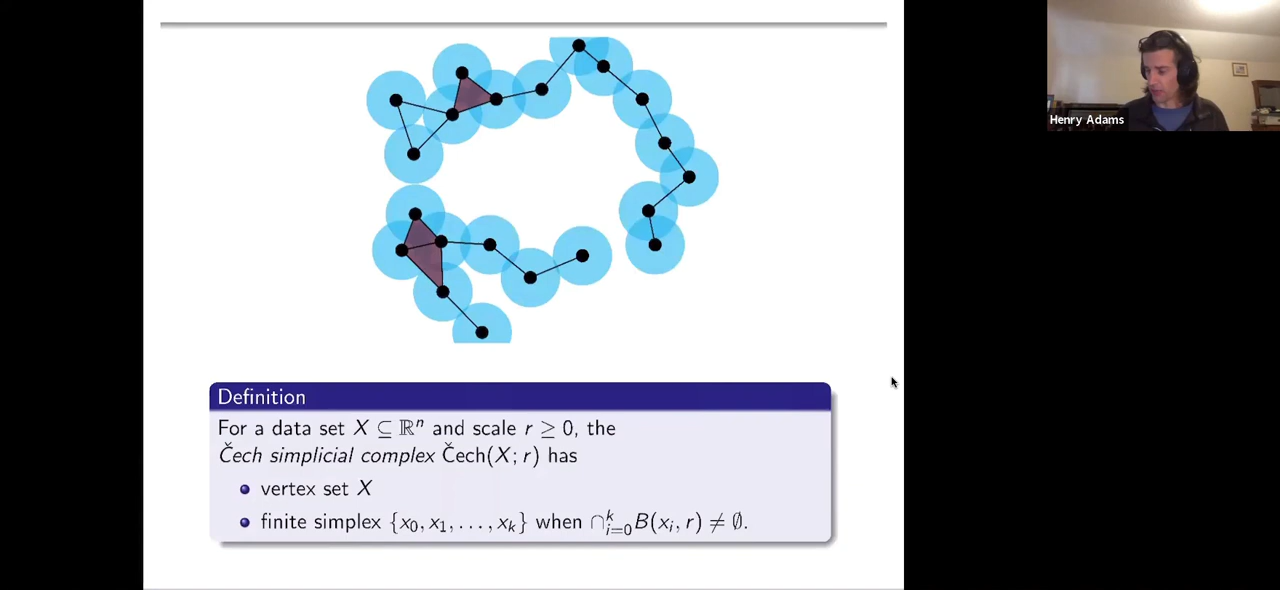 Henry Adams
Definition
For a data set X ⊆ ℝⁿ and scale r ≥ 0, the
Čech simplicial complex Čech(X; r) has
vertex set X
finite simplex {x₀, x₁, . . . , xₖ} when ∩ᵏᵢ₌₀B(xᵢ, r) ≠ ∅.